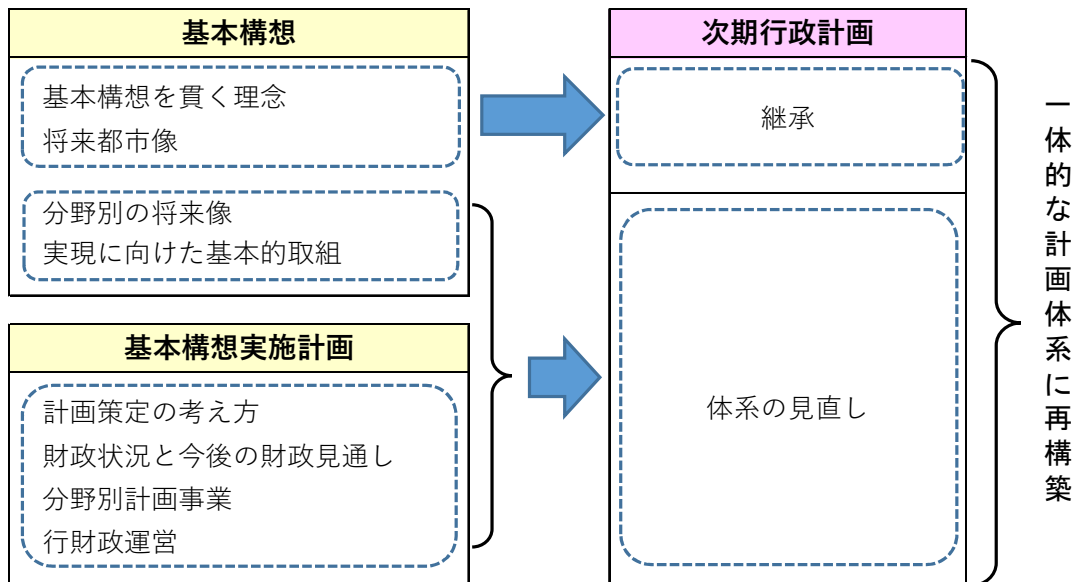 基本構想
基本構想を貫く理念
将来都市像
分野別の将来像
実現に向けた基本的取組
基本構想実施計画
計画策定の考え方
財政状況と今後の財政見通し
分野別計画事業
行財政運営
次期行政計画
継承
体系の見直し
一体的な計画体系に再構築